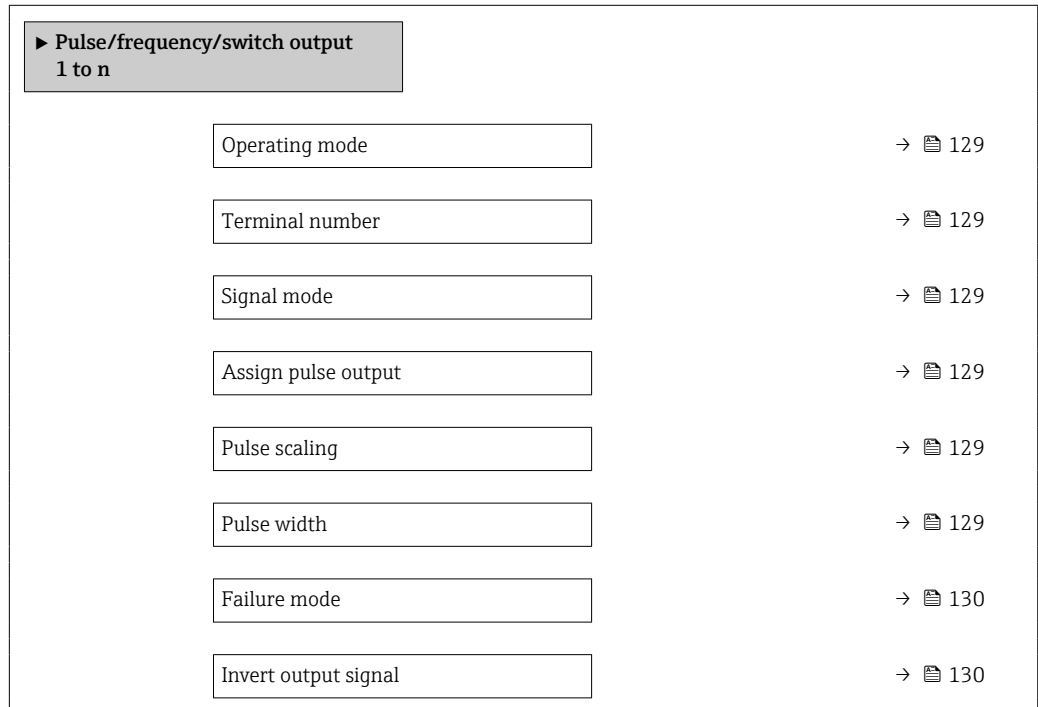 ▶ Pulse/frequency/switch output
1 to n
Operating mode → 129
Terminal number → 129
Signal mode → 129
Assign pulse output → 129
Pulse scaling → 129
Pulse width → 129
Failure mode → 130
Invert output signal → 130